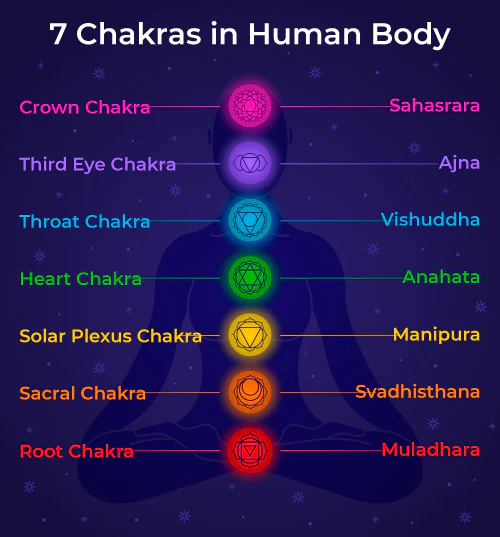 7 Chakras in Human Body
Crown Chakra Sahasrara
Third Eye Chakra Ajna
Throat Chakra Vishuddha
Heart Chakra Anahata
Solar Plexus Chakra Manipura
Sacral Chakra Svadhisthana
Root Chakra Muladhara